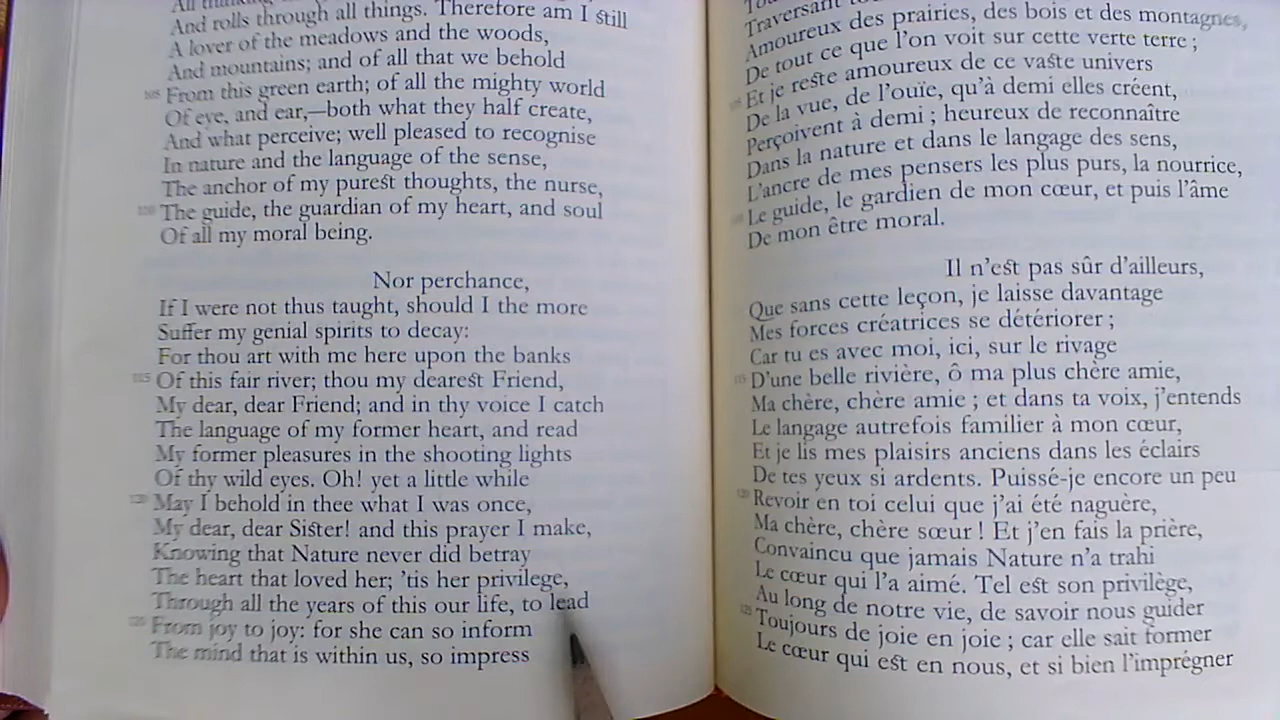 And rolls through all things. Therefore am I still
A lover of the meadows and the woods,
And mountains; and of all that we behold
105 From this green earth; of all the mighty world
Of eye, and ear,—both what they half create,
And what perceive; well pleased to recognise
In nature and the language of the sense,
The anchor of my purest thoughts, the nurse,
The guide, the guardian of my heart, and soul
Of all my moral being.
Nor perchance,
If I were not thus taught, should I the more
Suffer my genial spirits to decay:
For thou art with me here upon the banks
115 Of this fair river; thou my dearest Friend,
My dear, dear Friend; and in thy voice I catch
The language of my former heart, and read
My former pleasures in the shooting lights
Of thy wild eyes. Oh! yet a little while
120 May I behold in thee what I was once,
My dear, dear Sister! and this prayer I make,
Knowing that Nature never did betray
The heart that loved her; 'tis her privilege,
Through all the years of this our life, to lead
125 From joy to joy: for she can so inform
The mind that is within us, so impress
Traversant
Amoureux des prairies, des bois et des montagnes,
De tout ce que l'on voit sur cette verte terre ;
Et je reste amoureux de ce vaste univers
De la vue, de l'ouïe, qu'à demi elles créent,
Perçoivent à demi ; heureux de reconnaître
Dans la nature et dans le langage des sens,
L'ancre de mes pensers les plus purs, la nourrice,
Le guide, le gardien de mon cœur, et puis l'âme
De mon être moral.
Il n'est pas sûr d'ailleurs,
Que sans cette leçon, je laisse davantage
Mes forces créatrices se détériorer ;
Car tu es avec moi, ici, sur le rivage
115 D'une belle rivière, ô ma plus chère amie,
Ma chère, chère amie ; et dans ta voix, j'entends
Le langage autrefois familier à mon cœur,
Et je lis mes plaisirs anciens dans les éclairs
De tes yeux si ardents. Puissé-je encore un peu
120 Revoir en toi celui que j'ai été naguère,
Ma chère, chère sœur ! Et j'en fais la prière,
Convaincu que jamais Nature n'a trahi
Le cœur qui l'a aimé. Tel est son privilège,
Au long de notre vie, de savoir nous guider
125 Toujours de joie en joie ; car elle sait former
Le cœur qui est en nous, et si bien l'imprégner